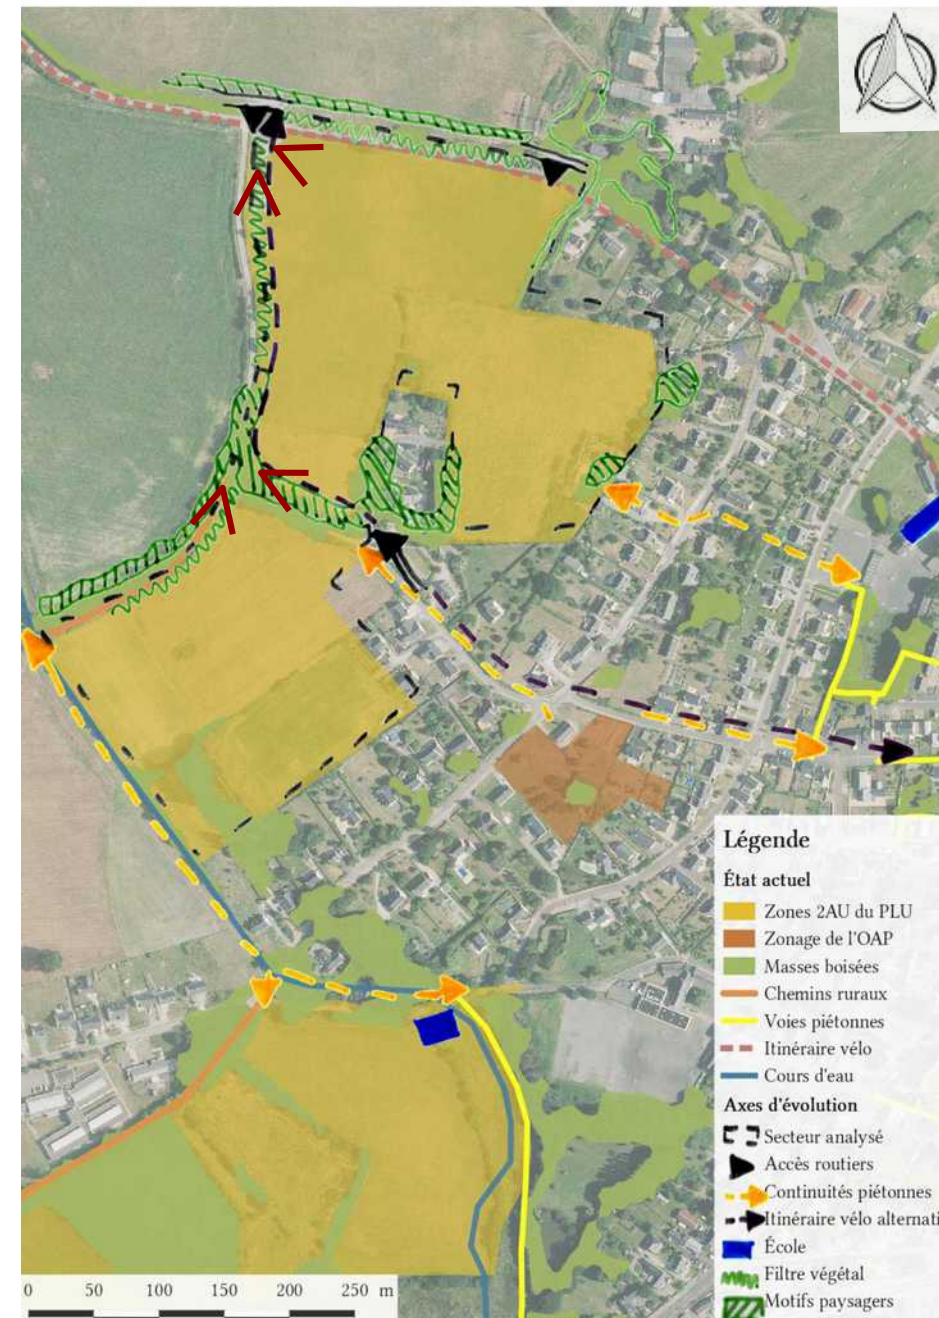 Légende
État actuel
Zones 2AU du PLU
Zonage de l'OAP
Masses boisées
Chemins ruraux
Voies piétonnes
Itinéraire vélo
Cours d'eau
Axes d'évolution
Secteur analysé
Accès routiers
Continuités piétonnes
Itinéraire vélo alternati
École
Filtre végétal
Motifs paysagers
0 50 100 150 200 250 m